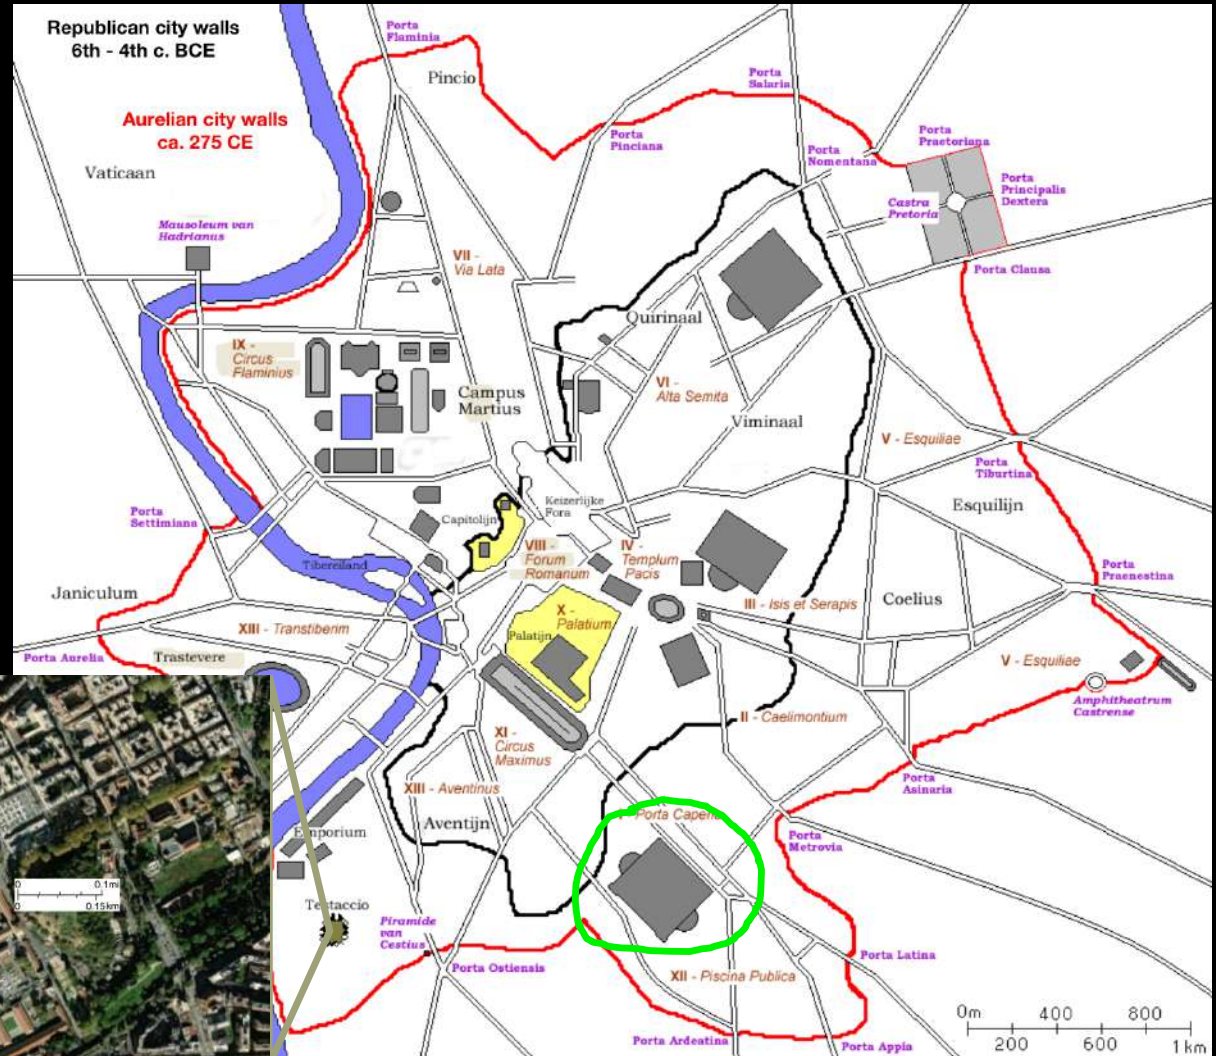 Republican city walls
6th - 4th c. BCE
Aurelian city walls
ca. 275 CE
Porta
Flaminia
Pincio
Porta
Salaria
Porta
Pinciana
Porta
Nomentana
Porta
Praetoriana
Porta
Principalis
Dextera
Castra
Pretoria
Porta Clausa
Vaticaan
Mausoleum van
Hadrianus
VII -
Via Lata
Quirinaal
IX -
Circus
Flaminius
Campus
Martius
VI -
Alta Semita
Viminaal
V - Esquiliae
Porta
Tiburtina
Esquilijn
Porta
Settimiana
Capitolijn
Keizerlijke
Fora
VIII -
Forum
Romanum
IV -
Templum
Pacis
Tibereiland
Porta
Praenestina
Janiculum
X -
Palatium
III - Isis et Serapis
Coelius
XIII - Transtiberim
Palatijn
Porta Aurelia
Trastevere
V - Esquiliae
Amphitheatrum
Castrense
II - Caelimontium
XI -
Circus
Maximus
XIII - Aventinus
Porta
Asinaria
Emporium
Aventijn
Porta
Metrovia
0 0.1mi
0 0.15km
Testaccio
Piramide
van
Cestius
Porta Ostiensis
Porta Latina
XII - Piscina Publica
Porta Ardeatina
Porta Appia
0m 400 800
200 600 1km